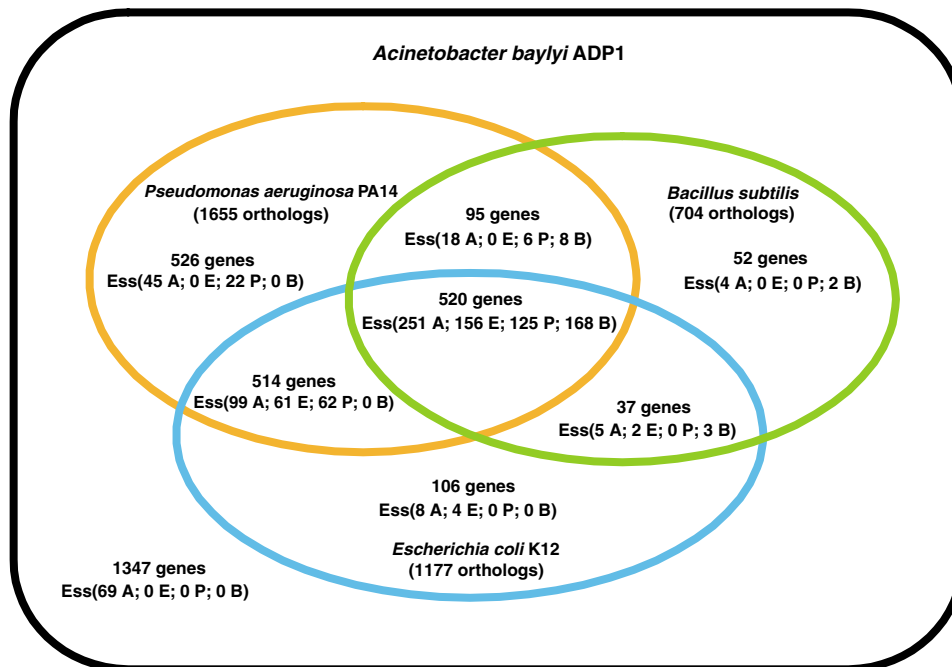 Acinetobacter baylyi ADP1
Pseudomonas aeruginosa PA14
(1655 orthologs)
Bacillus subtilis
(704 orthologs)
95 genes
Ess(18 A; 0 E; 6 P; 8 B)
526 genes
Ess(45 A; 0 E; 22 P; 0 B)
52 genes
Ess(4 A; 0 E; 0 P; 2 B)
520 genes
Ess(251 A; 156 E; 125 P; 168 B)
514 genes
Ess(99 A; 61 E; 62 P; 0 B)
37 genes
Ess(5 A; 2 E; 0 P; 3 B)
106 genes
Ess(8 A; 4 E; 0 P; 0 B)
Escherichia coli K12
(1177 orthologs)
1347 genes
Ess(69 A; 0 E; 0 P; 0 B)